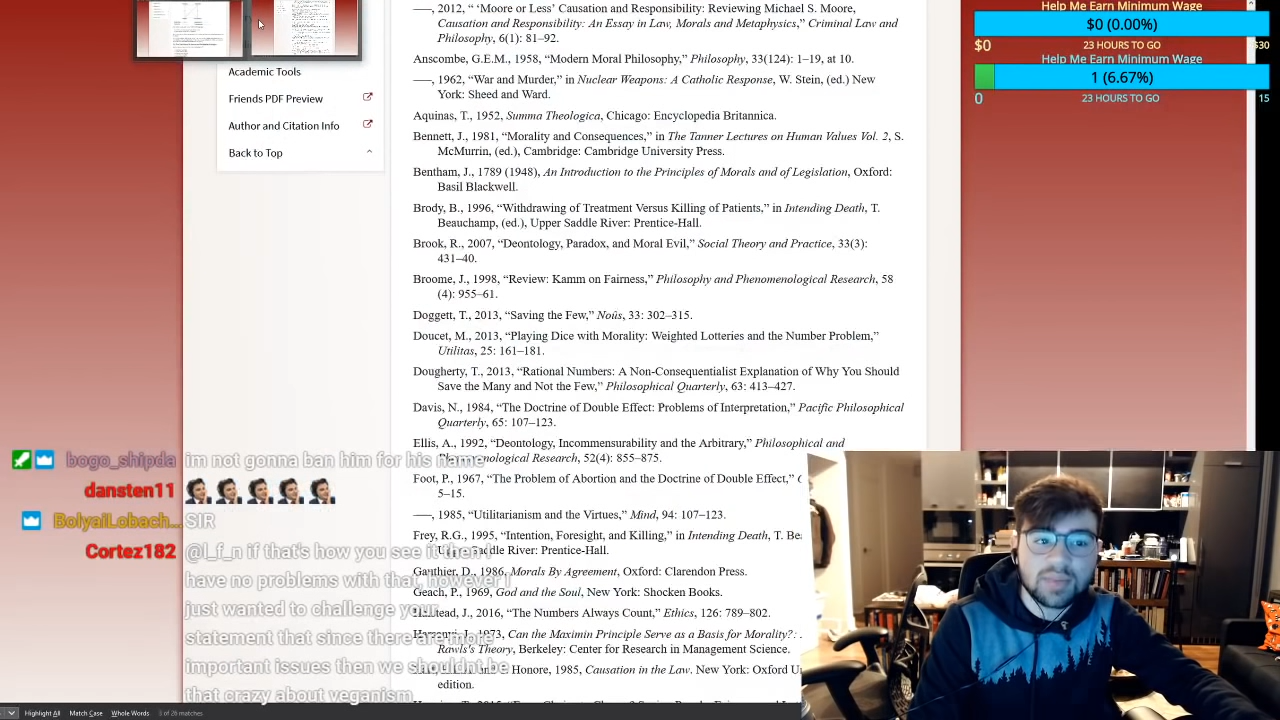 ——, 2012, “ ‘Moore or Less’ Causation and Responsibility: Reviewing Michael S. Moore,
and Responsibility: An Essay in Law, Morals and Metaphysics,” Criminal Law
6(1): 81–92.
Anscombe, G.E.M., 1958, “Modern Moral Philosophy,” Philosophy, 33(124): 1–19, at 10.
——, 1962, “War and Murder,” in Nuclear Weapons: A Catholic Response, W. Stein, (ed.) New
York: Sheed and Ward.
Aquinas, T., 1952, Summa Theologica, Chicago: Encyclopedia Britannica.
Bennett, J., 1981, “Morality and Consequences,” in The Tanner Lectures on Human Values Vol. 2, S.
McMurrin, (ed.), Cambridge: Cambridge University Press.
Bentham, J., 1789 (1948), An Introduction to the Principles of Morals and of Legislation, Oxford:
Basil Blackwell.
Brody, B., 1996, “Withdrawing of Treatment Versus Killing of Patients,” in Intending Death, T.
Beauchamp, (ed.), Upper Saddle River: Prentice-Hall.
Brook, R., 2007, “Deontology, Paradox, and Moral Evil,” Social Theory and Practice, 33(3):
431–40.
Broome, J., 1998, “Review: Kamm on Fairness,” Philosophy and Phenomenological Research, 58
(4): 955–61.
Doggett, T., 2013, “Saving the Few,” Noûs, 33: 302–315.
Doucet, M., 2013, “Playing Dice with Morality: Weighted Lotteries and the Number Problem,”
Utilitas, 25: 161–181.
Dougherty, T., 2013, “Rational Numbers: A Non-Consequentialist Explanation of Why You Should
Save the Many and Not the Few,” Philosophical Quarterly, 63: 413–427.
Davis, N., 1984, “The Doctrine of Double Effect: Problems of Interpretation,” Pacific Philosophical
Quarterly, 65: 107–123.
Ellis, A., 1992, “Deontology, Incommensurability and the Arbitrary,” Philosophical and
Phenomenological Research, 52(4): 855–875.
Foot, P., 1967, “The Problem of Abortion and the Doctrine of Double Effect,”
5–15.
——, 1985, “Utilitarianism and the Virtues,” Mind, 94: 107–123.
Frey, R.G., 1995, “Intention, Foresight, and Killing,” in Intending Death, T. Be
Saddle River: Prentice-Hall.
Gauthier, D., 1986, Morals By Agreement, Oxford: Clarendon Press.
Geach, P., 1969, God and the Soul, New York: Shocken Books.
J., 2016, “The Numbers Always Count,” Ethics, 126: 789–802.
Can the Maximin Principle Serve as a Basis for Morality?:
Rawls's Theory, Berkeley: Center for Research in Management Science.
Honore, 1985, Causation in the Law. New York: Oxford U
edition.
Academic Tools
Friends PDF Preview
Author and Citation Info
Back to Top
Help Me Earn Minimum Wage
$0 (0.00%)
$0 23 HOURS TO GO $30
Help Me Earn Minimum Wage
1 (6.67%)
0 23 HOURS TO GO 15
bogo_shipda im not gonna ban him for his name
dansten11
BolyaiLobach... SIR
Cortez182 @l_f_n if that's how you see it then i
have no problems with that, however I
just wanted to challenge your
statement that since there are more
important issues then we shouldnt be
that crazy about veganism
Highlight All Match Case Whole Words 3 of 26 matches